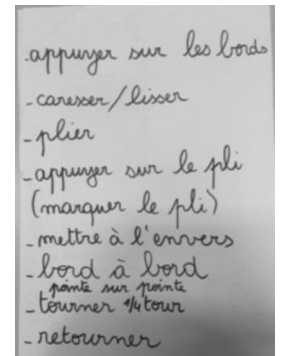 .appuyer sur les bords
- caresser/lisser
- plier
- appuyer sur le pli
(marquer le pli)
- mettre à l'envers
- bord à bord
pointe sur pointe
- tourner 1/4 tour
- retourner